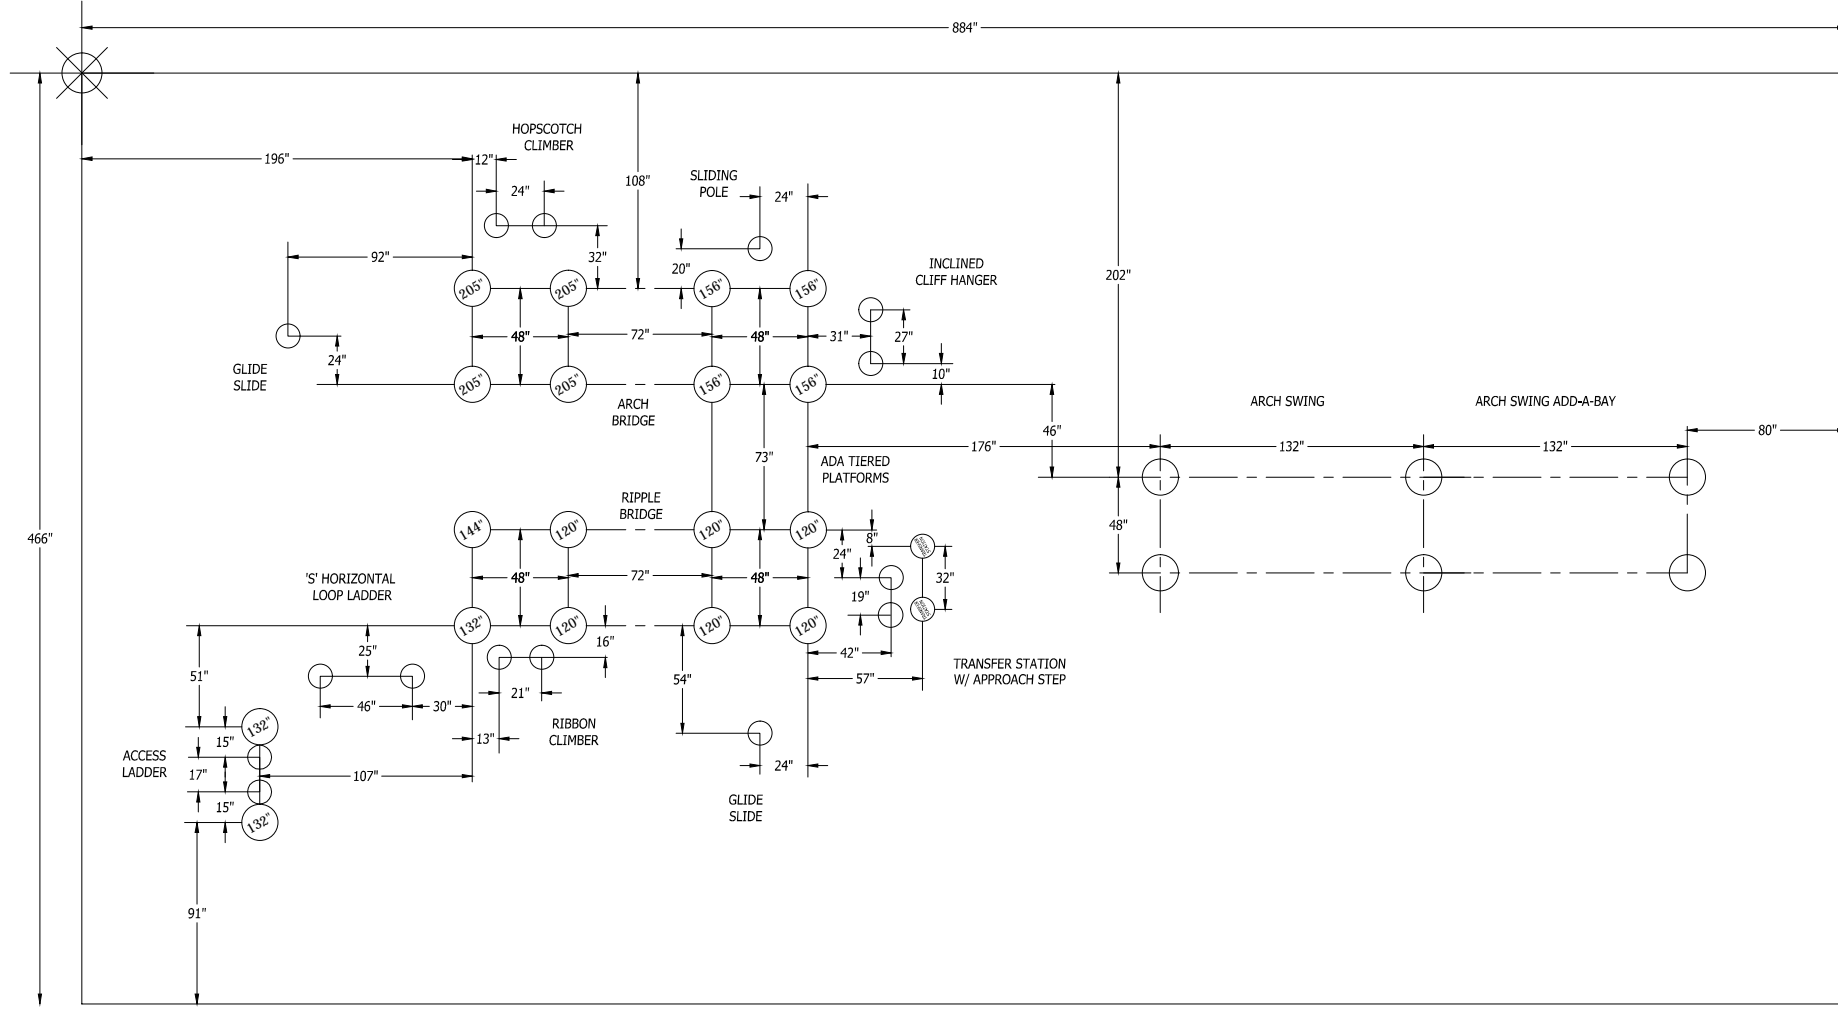 884"
HOPSCOTCH
CLIMBER
196"
12"
108"
SLIDING
POLE
24"
24"
92"
32"
20"
INCLINED
CLIFF HANGER
202"
205"
205"
156"
156"
48"
72"
48"
31"
27"
24"
GLIDE
SLIDE
10"
205"
205"
156"
156"
ARCH
BRIDGE
ARCH SWING
ARCH SWING ADD-A-BAY
46"
80"
176"
132"
132"
73"
ADA TIERED
PLATFORMS
RIPPLE
BRIDGE
144"
120"
120"
120"
48"
466"
8"
24"
TRANSFER
STATION
'S' HORIZONTAL
LOOP LADDER
48"
72"
48"
32"
19"
TRANSFER
STATION
132"
120"
120"
120"
16"
25"
42"
51"
54"
57"
TRANSFER STATION
W/ APPROACH STEP
46"
30"
21"
RIBBON
CLIMBER
132"
15"
13"
ACCESS
LADDER
17"
107"
24"
15"
GLIDE
SLIDE
132"
91"